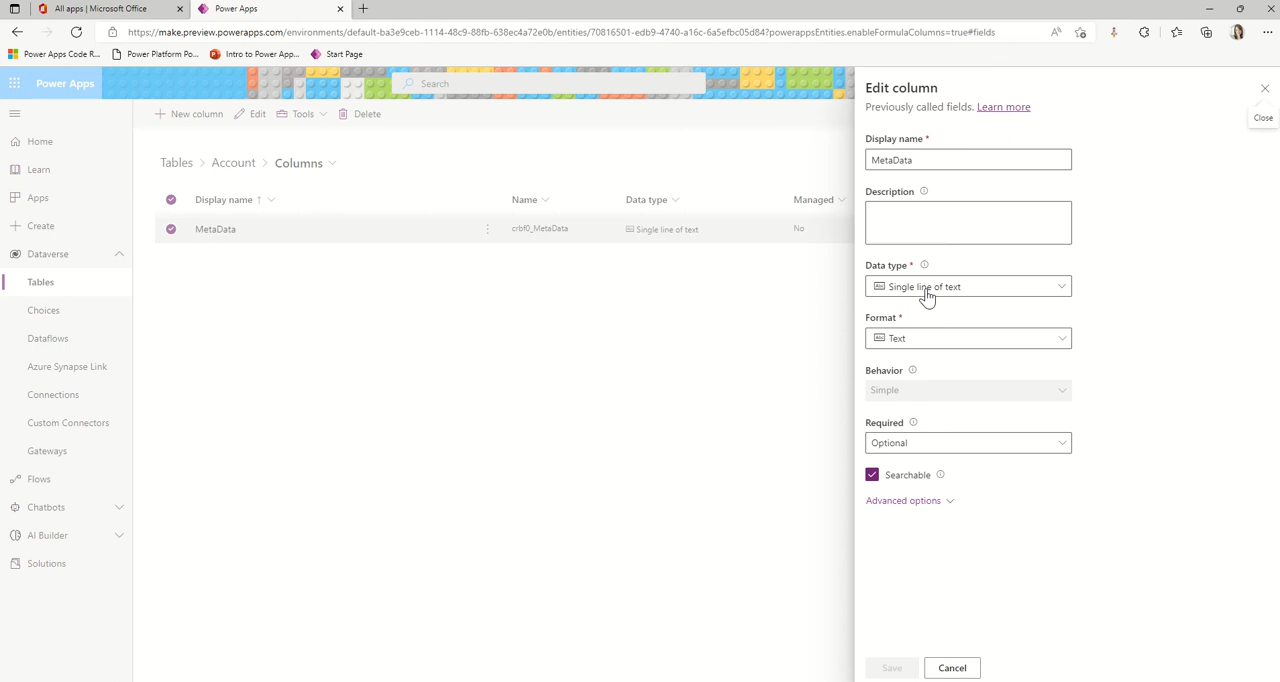 All apps | Microsoft Office
Power Apps
https://make.preview.powerapps.com/environments/default-ba3e9ceb-1114-48c9-88fb-638ec4a72e0b/entities/70816501-edb9-4740-a16c-6a5efbc05d84?powerappsEntities.enableFormulaColumns=true#fields
Power Apps Code R...
Power Platform Po...
Intro to Power App...
Start Page
Power Apps
Search
New column
Edit
Tools
Delete
Home
Learn
Apps
Create
Dataverse
Tables
Choices
Dataflows
Azure Synapse Link
Connections
Custom Connectors
Gateways
Flows
Chatbots
AI Builder
Solutions
Tables > Account > Columns
Display name ↑ Name Data type Managed
MetaData crbf0_MetaData Abc Single line of text No
Edit column
Previously called fields. Learn more
Close
Display name *
MetaData
Description
Data type *
Abc Single line of text
Format *
Abc Text
Behavior
Simple
Required
Optional
Searchable
Advanced options
Save Cancel